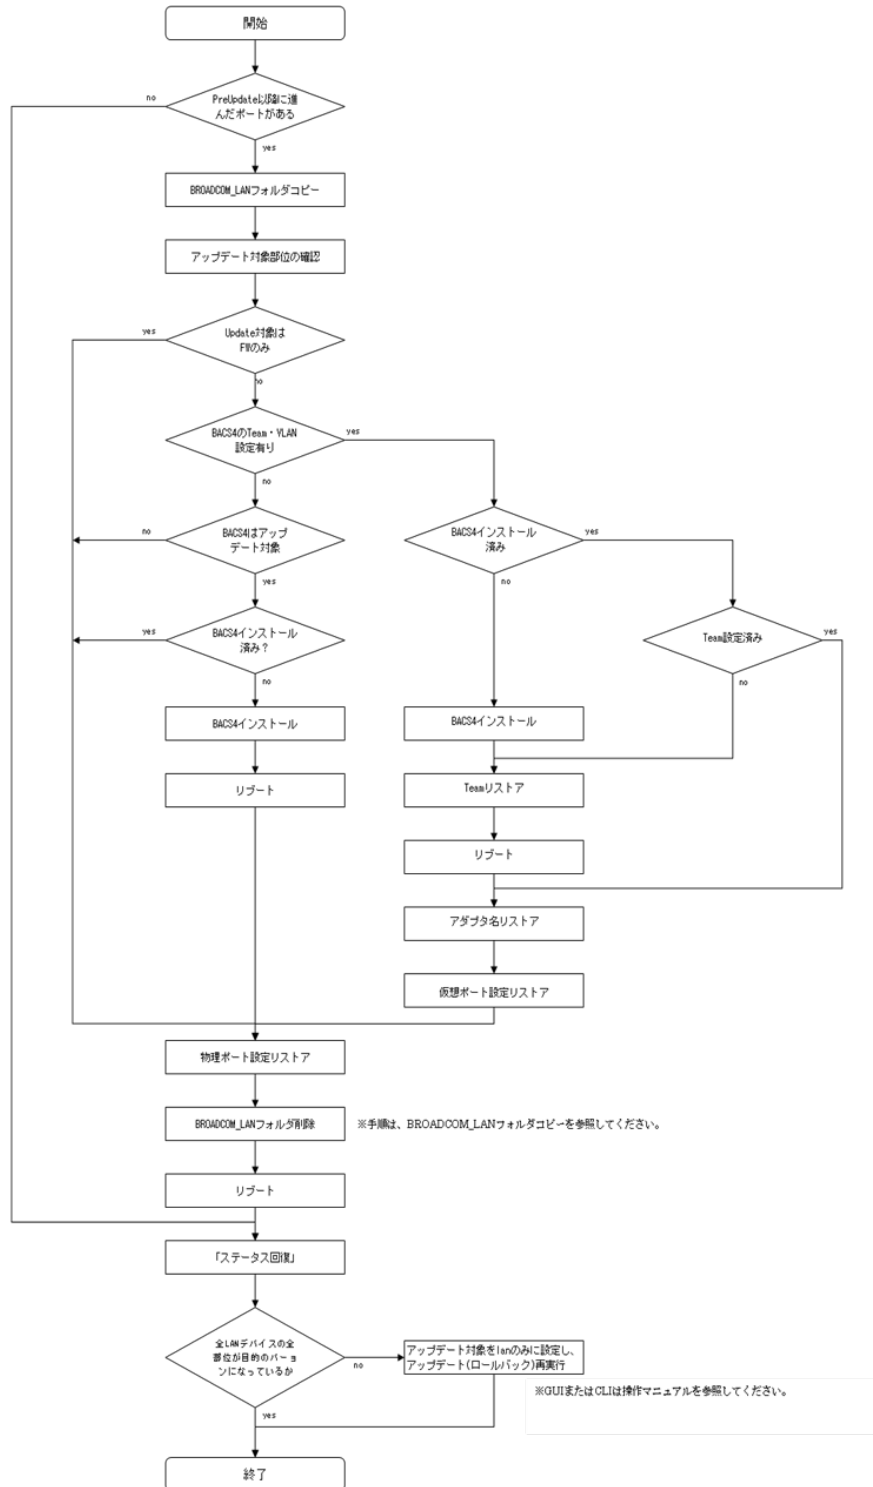 開始
no
PreUpdate以降に進
んだポートがある
yes
BROADCOM_LANフォルダコピー
アップデート対象部位の確認
yes
Update対象は
FWのみ
no
BACS4のTeam・VLAN
設定有り
yes
no
no
BACS4はアップ
デート対象
yes
BACS4インストール
済み
yes
no
yes
BACS4インストール
済み？
no
Team設定済み
yes
no
BACS4インストール
BACS4インストール
リブート
Teamリストア
リブート
アダプタ名リストア
仮想ポート設定リストア
物理ポート設定リストア
BROADCOM_LANフォルダ削除
※手順は、BROADCOM_LANフォルダコピーを参照してください。
リブート
「ステータス回復」
全LANデバイスの全
部位が目的のバージョ
ンになっているか
no
アップデート対象をlanのみに設定し、
アップデート(ロールバック)再実行
※GUIまたはCLIは操作マニュアルを参照してください。
yes
終了